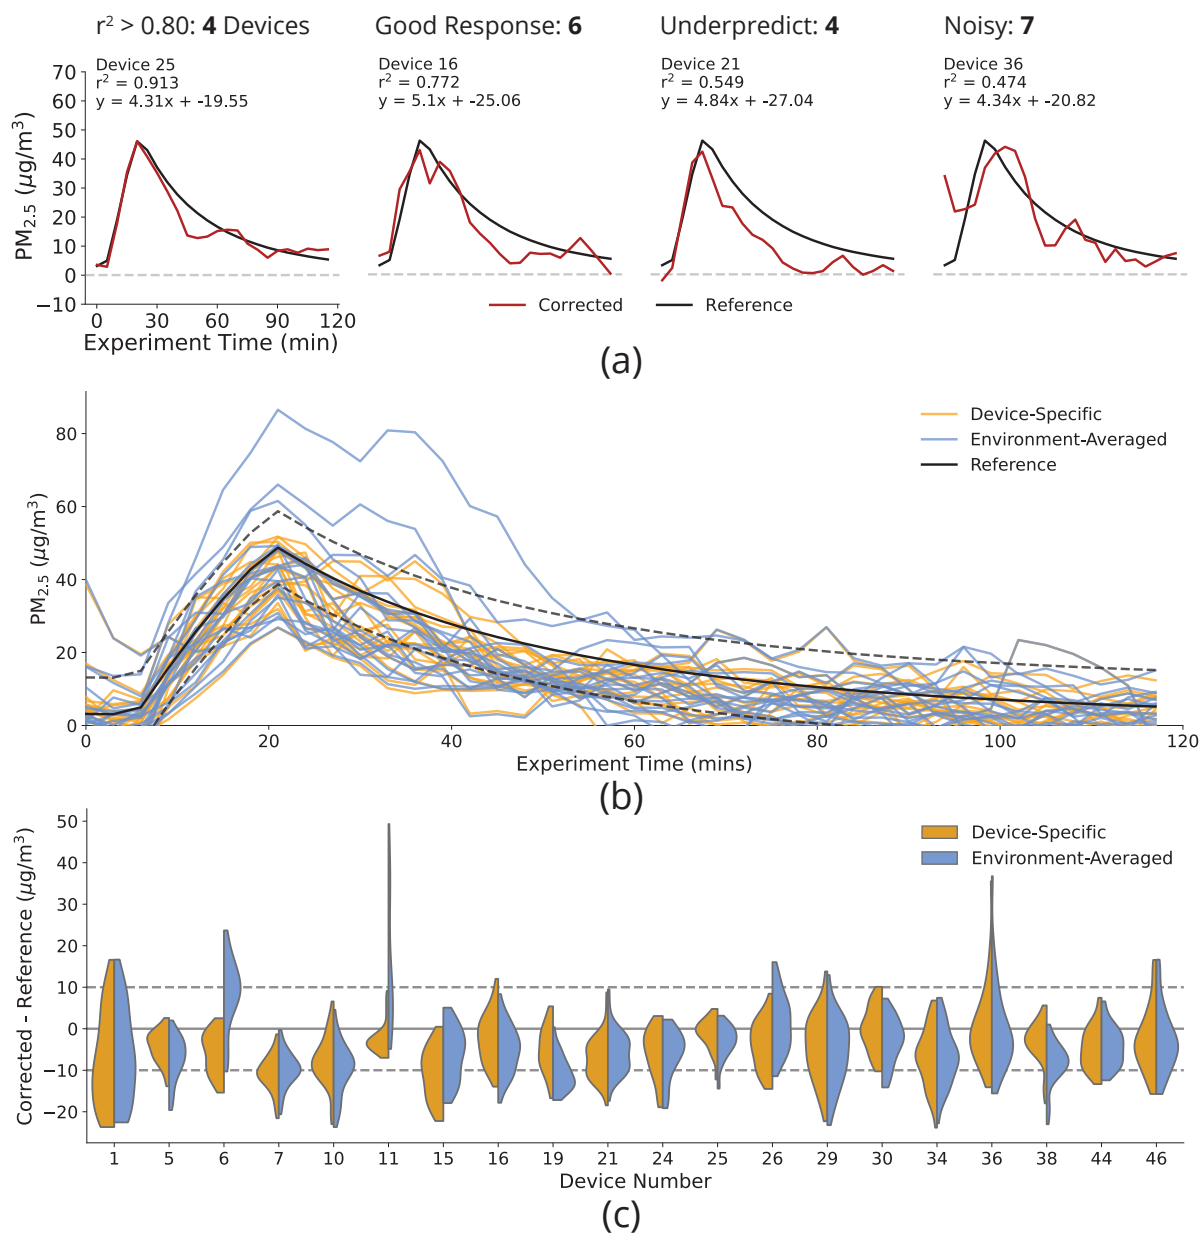 r² > 0.80: 4 Devices
Good Response: 6
Underpredict: 4
Noisy: 7
Device 25
r² = 0.913
y = 4.31x + -19.55
Device 16
r² = 0.772
y = 5.1x + -25.06
Device 21
r² = 0.549
y = 4.84x + -27.04
Device 36
r² = 0.474
y = 4.34x + -20.82
PM₂.₅ (μg/m³)
70
60
50
40
30
20
10
0
−10
0 30 60 90 120
Experiment Time (min)
Corrected
Reference
(a)
Device-Specific
Environment-Averaged
Reference
PM₂.₅ (μg/m³)
80
60
40
20
0
0 20 40 60 80 100 120
Experiment Time (mins)
(b)
Device-Specific
Environment-Averaged
Corrected - Reference (μg/m³)
50
40
30
20
10
0
−10
−20
1 5 6 7 10 11 15 16 19 21 24 25 26 29 30 34 36 38 44 46
Device Number
(c)